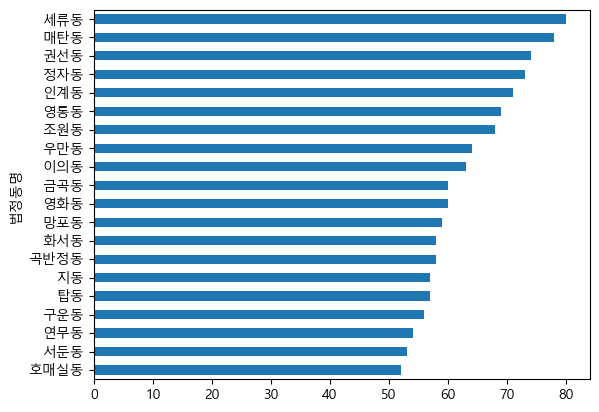 세류동
매탄동
권선동
정자동
인계동
영통동
조원동
우만동
이의동
금곡동
영화동
망포동
화서동
곡반정동
지동
탑동
구운동
연무동
서둔동
호매실동
법정동명
0 10 20 30 40 50 60 70 80